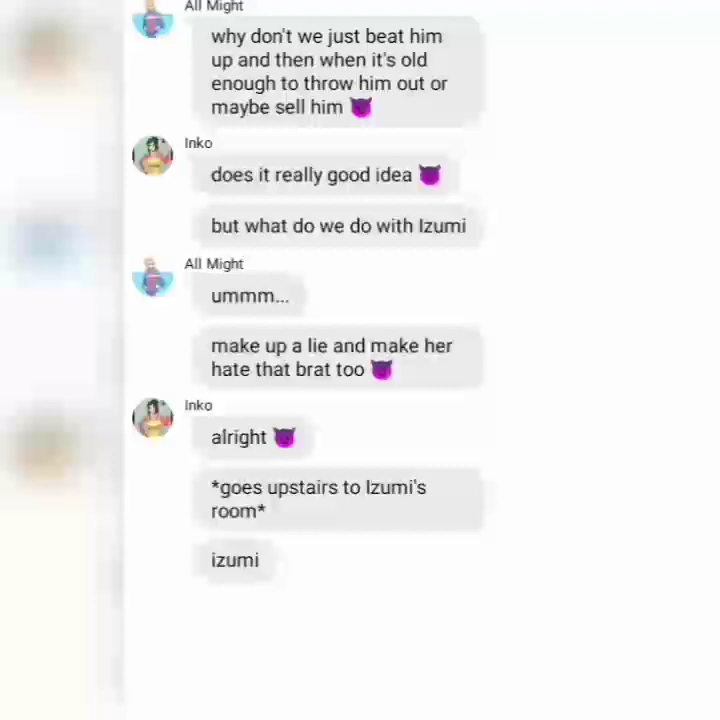 All Might
why don't we just beat him
up and then when it's old
enough to throw him out or
maybe sell him 😈
Inko
does it really good idea 😈
but what do we do with Izumi
All Might
ummm...
make up a lie and make her
hate that brat too 😈
Inko
alright 😈
*goes upstairs to Izumi's
room*
izumi